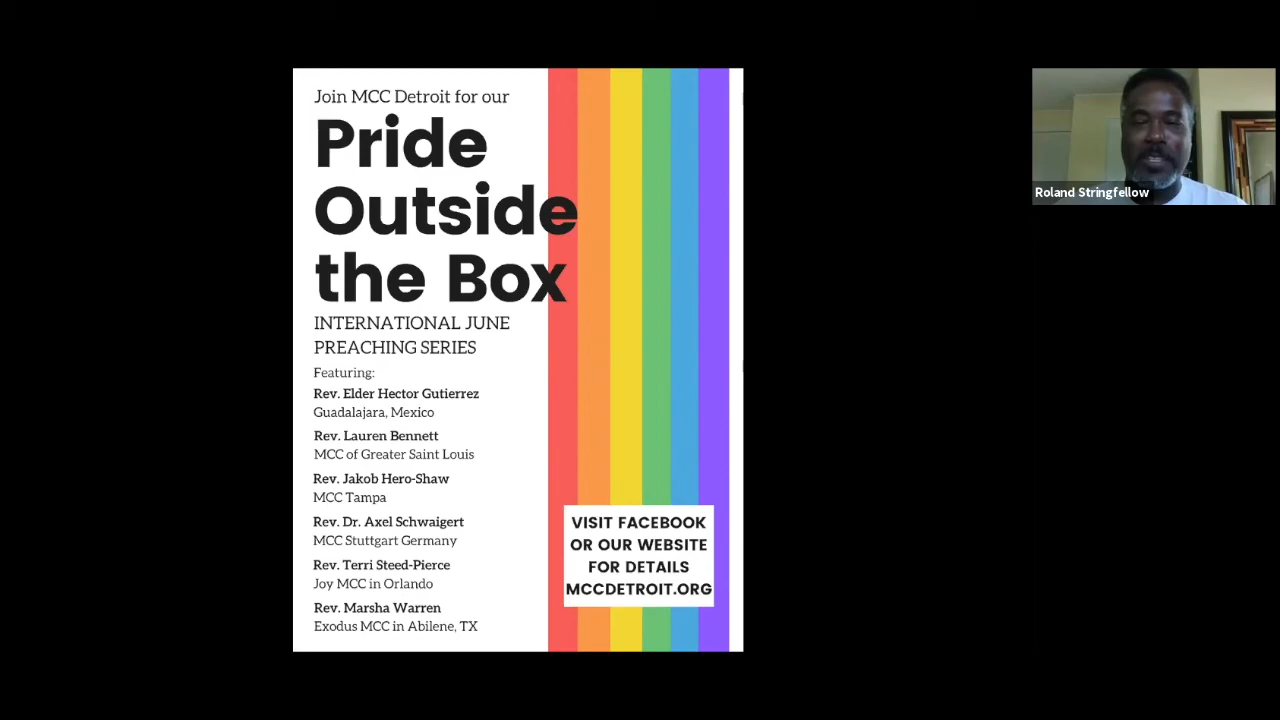 Join MCC Detroit for our
Pride
Outside
the Box
INTERNATIONAL JUNE
PREACHING SERIES
Featuring:
Rev. Elder Hector Gutierrez
Guadalajara, Mexico
Rev. Lauren Bennett
MCC of Greater Saint Louis
Rev. Jakob Hero-Shaw
MCC Tampa
Rev. Dr. Axel Schwaigert
MCC Stuttgart Germany
Rev. Terri Steed-Pierce
Joy MCC in Orlando
Rev. Marsha Warren
Exodus MCC in Abilene, TX
VISIT FACEBOOK
OR OUR WEBSITE
FOR DETAILS
MCCDETROIT.ORG
Roland Stringfellow